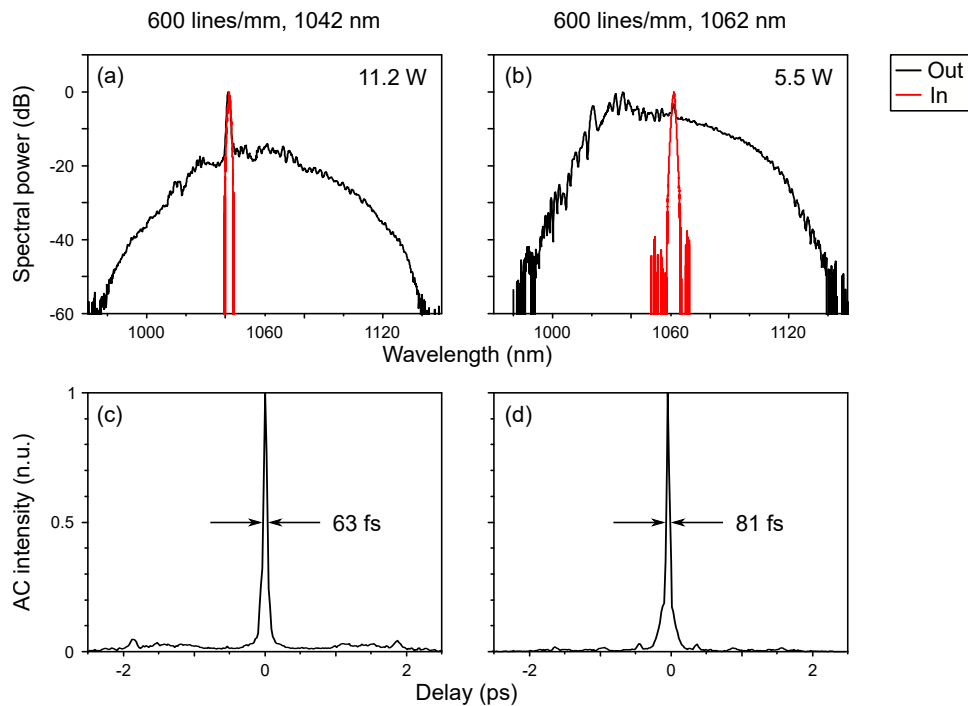 600 lines/mm, 1042 nm
600 lines/mm, 1062 nm
(a)
11.2 W
(b)
5.5 W
Out
In
Spectral power (dB)
0
-20
-40
-60
1000
1060
1120
1000
1060
1120
Wavelength (nm)
(c)
(d)
AC intensity (n.u.)
1
0.5
0
63 fs
81 fs
-2
0
2
-2
0
2
Delay (ps)